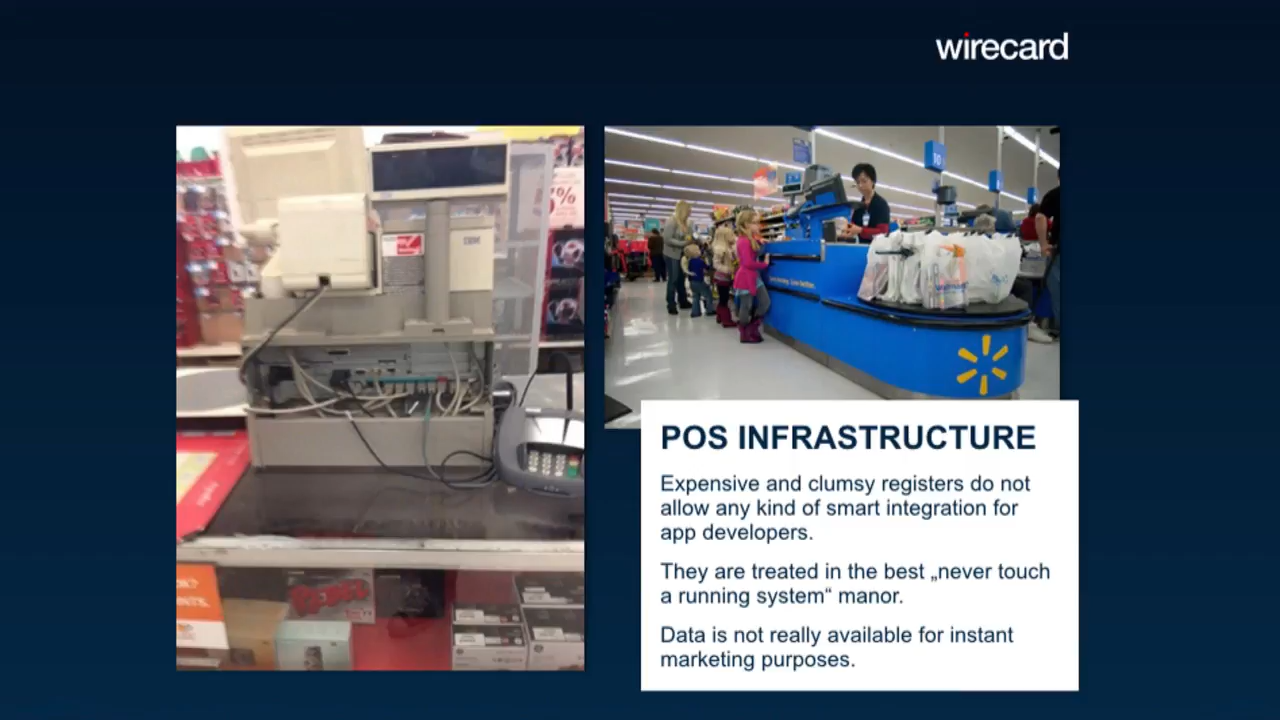 wirecard
%
IBM
10
POS INFRASTRUCTURE
Expensive and clumsy registers do not
allow any kind of smart integration for
app developers.
They are treated in the best „never touch
a running system“ manor.
Data is not really available for instant
marketing purposes.